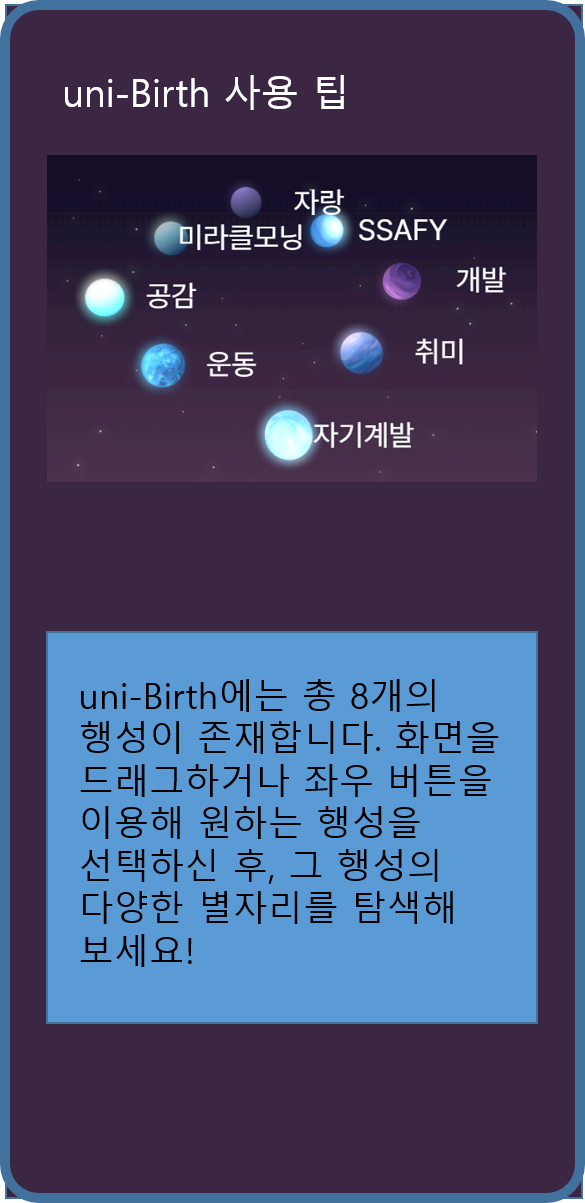 uni-Birth 사용 팁
자랑
미라클모닝
SSAFY
공감
개발
운동
취미
자기계발
uni-Birth에는 총 8개의
행성이 존재합니다. 화면을
드래그하거나 좌우 버튼을
이용해 원하는 행성을
선택하신 후, 그 행성의
다양한 별자리를 탐색해
보세요!